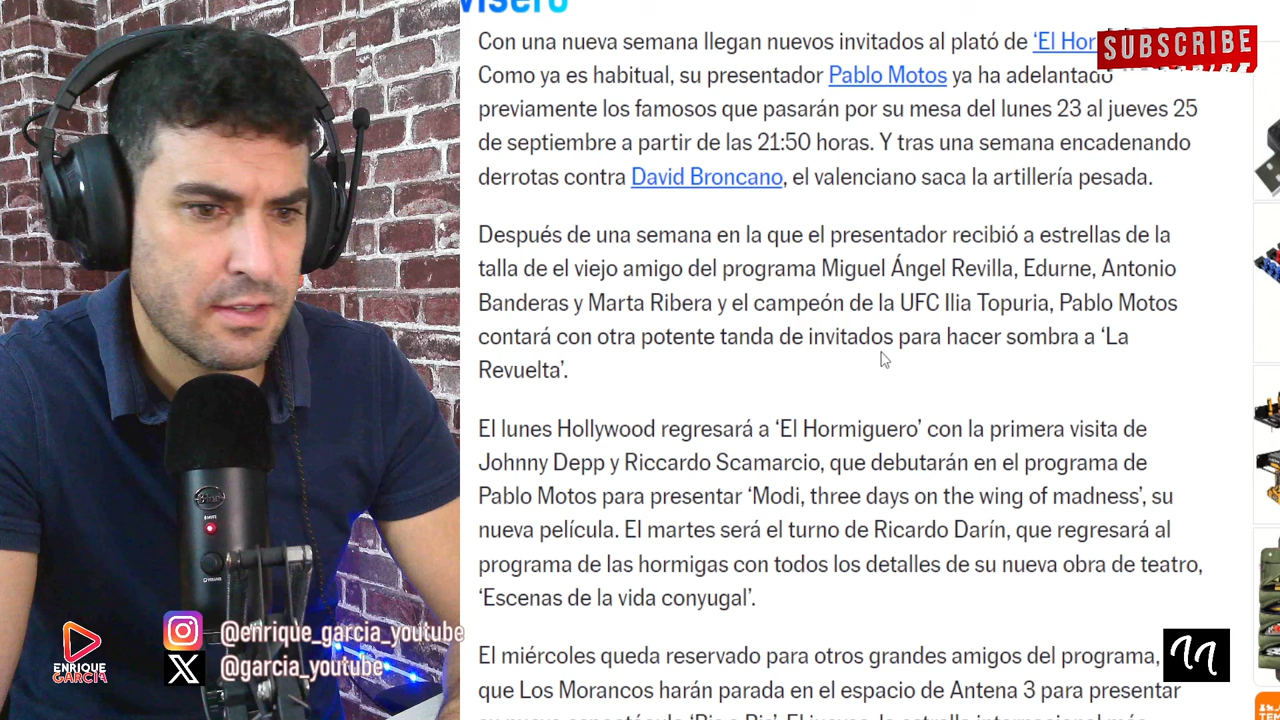 Con una nueva semana llegan nuevos invitados al plató de ‘El Hor
SUBSCRIBE
Como ya es habitual, su presentador Pablo Motos ya ha adelantado
previamente los famosos que pasarán por su mesa del lunes 23 al jueves 25
de septiembre a partir de las 21:50 horas. Y tras una semana encadenando
derrotas contra David Broncano, el valenciano saca la artillería pesada.
Después de una semana en la que el presentador recibió a estrellas de la
talla de el viejo amigo del programa Miguel Ángel Revilla, Edurne, Antonio
Banderas y Marta Ribera y el campeón de la UFC Ilia Topuria, Pablo Motos
contará con otra potente tanda de invitados para hacer sombra a ‘La
Revuelta’.
El lunes Hollywood regresará a ‘El Hormiguero’ con la primera visita de
Johnny Depp y Riccardo Scamarcio, que debutarán en el programa de
Pablo Motos para presentar ‘Modi, three days on the wing of madness’, su
nueva película. El martes será el turno de Ricardo Darín, que regresará al
programa de las hormigas con todos los detalles de su nueva obra de teatro,
‘Escenas de la vida conyugal’.
El miércoles queda reservado para otros grandes amigos del programa,
que Los Morancos harán parada en el espacio de Antena 3 para presentar
@enrique_garcia_youtube
@garcia_youtube
ENRIQUE
GARCIA